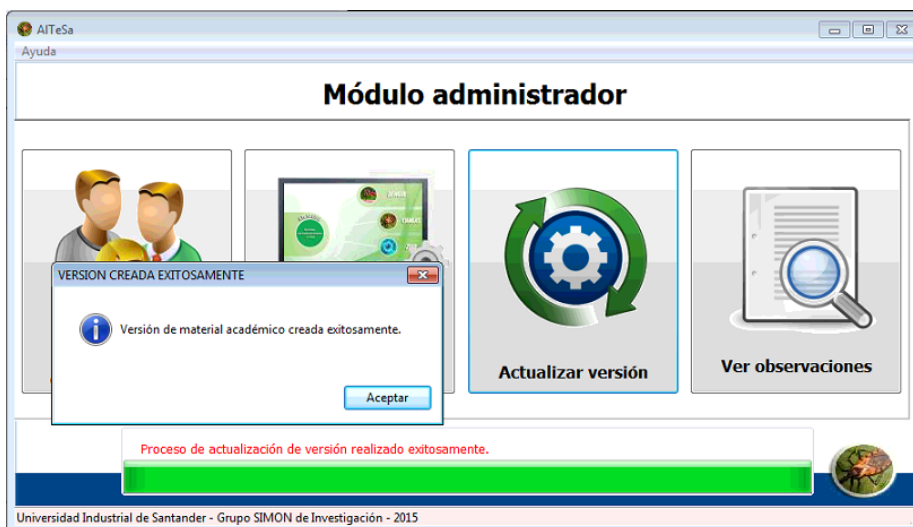 AITeSa
Ayuda
Módulo administrador
VERSION CREADA EXITOSAMENTE
Versión de material académico creada exitosamente.
Aceptar
Actualizar versión
Ver observaciones
Proceso de actualización de versión realizado exitosamente.
Universidad Industrial de Santander - Grupo SIMON de Investigación - 2015